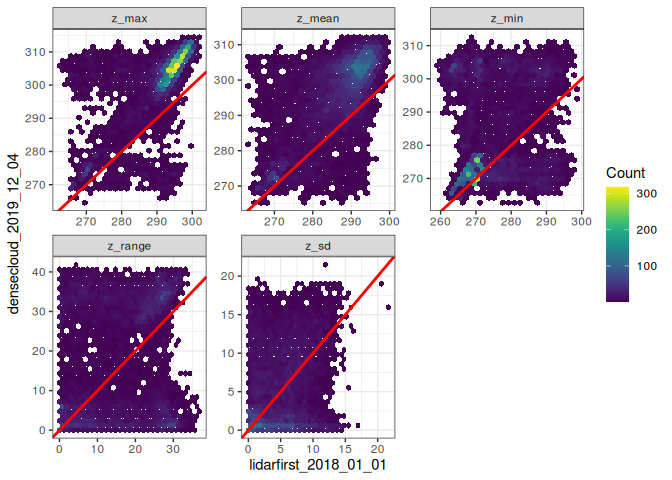 z_max z_mean z_min
310 310 310
300 300 300
290 290 290
280 280 280
270 270 270
260
270 280 290 300 270 280 290 300 260 270 280 290 300
densecloud_2019_12_04
Count
300
200
100
z_range z_sd
40
30
20
10
0
20
15
10
5
0
0 10 20 30 0 5 10 15 20
lidarfirst_2018_01_01